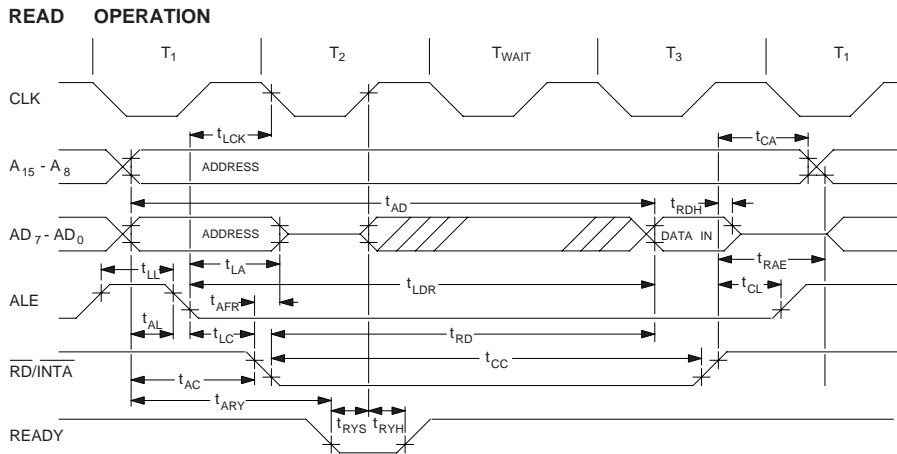 READ OPERATION
T1 T2 TWAIT T3 T1
CLK
tLCK tCA
A15 - A8 ADDRESS
tAD tRDH
AD7 - AD0 ADDRESS DATA IN
tLL tLA tLDR tRAE
ALE tAFR tCL
tAL tLC tRD
RD/INTA tCC
tAC
tARY
READY tRYS tRYH